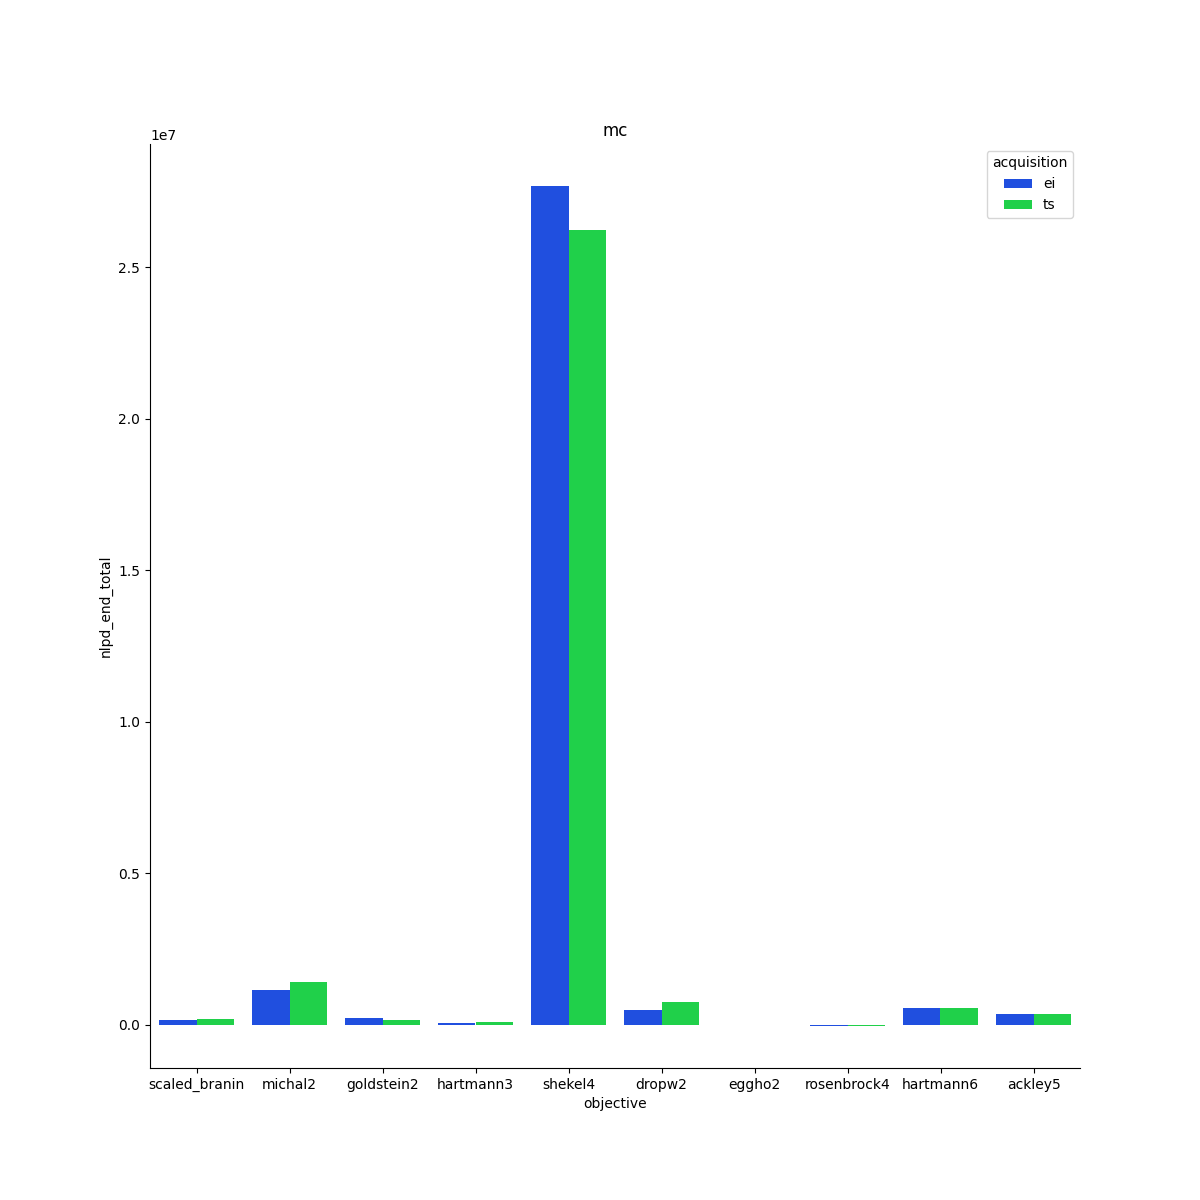 mc
1e7
acquisition
ei
ts
2.5
2.0
1.5
1.0
0.5
0.0
nlpd_end_total
scaled_branin michal2 goldstein2 hartmann3 shekel4 dropw2 eggho2 rosenbrock4 hartmann6 ackley5
objective